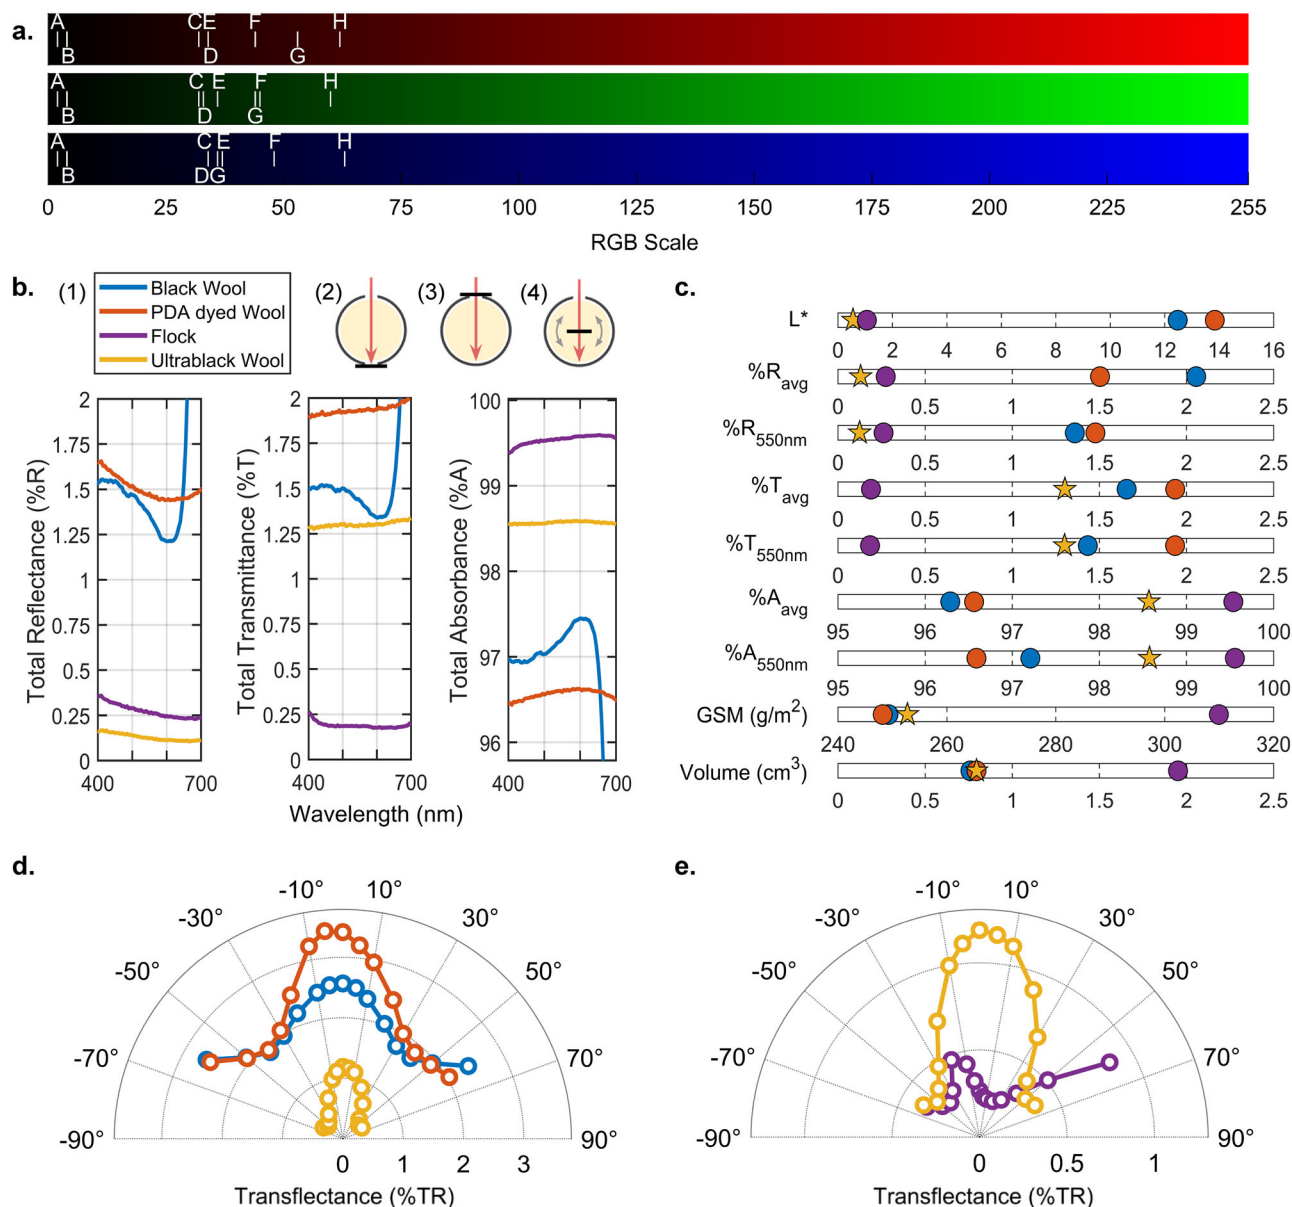 a.
A C E F H
B D G
A C E F H
B D G
A C E F H
B D G
0 25 50 75 100 125 150 175 200 225 255
RGB Scale
b.
(1)
Black Wool
PDA dyed Wool
Flock
Ultrablack Wool
(2)
(3)
(4)
Total Reflectance (%R)
2
1.75
1.5
1.25
1
0.75
0.5
0.25
0
400 700
Total Transmittance (%T)
2
1.75
1.5
1.25
1
0.75
0.5
0.25
0
400 700
Total Absorbance (%A)
100
99
98
97
96
400 700
Wavelength (nm)
c.
L*
0 2 4 6 8 10 12 14 16
%Ravg
0 0.5 1 1.5 2 2.5
%R550nm
0 0.5 1 1.5 2 2.5
%Tavg
0 0.5 1 1.5 2 2.5
%T550nm
0 0.5 1 1.5 2 2.5
%Aavg
95 96 97 98 99 100
%A550nm
95 96 97 98 99 100
GSM (g/m2)
240 260 280 300 320
Volume (cm3)
0 0.5 1 1.5 2 2.5
d.
-10° 10°
-30° 30°
-50° 50°
-70° 70°
-90° 90°
0 1 2 3
Transflectance (%TR)
e.
-10° 10°
-30° 30°
-50° 50°
-70° 70°
-90° 90°
0 0.5 1
Transflectance (%TR)